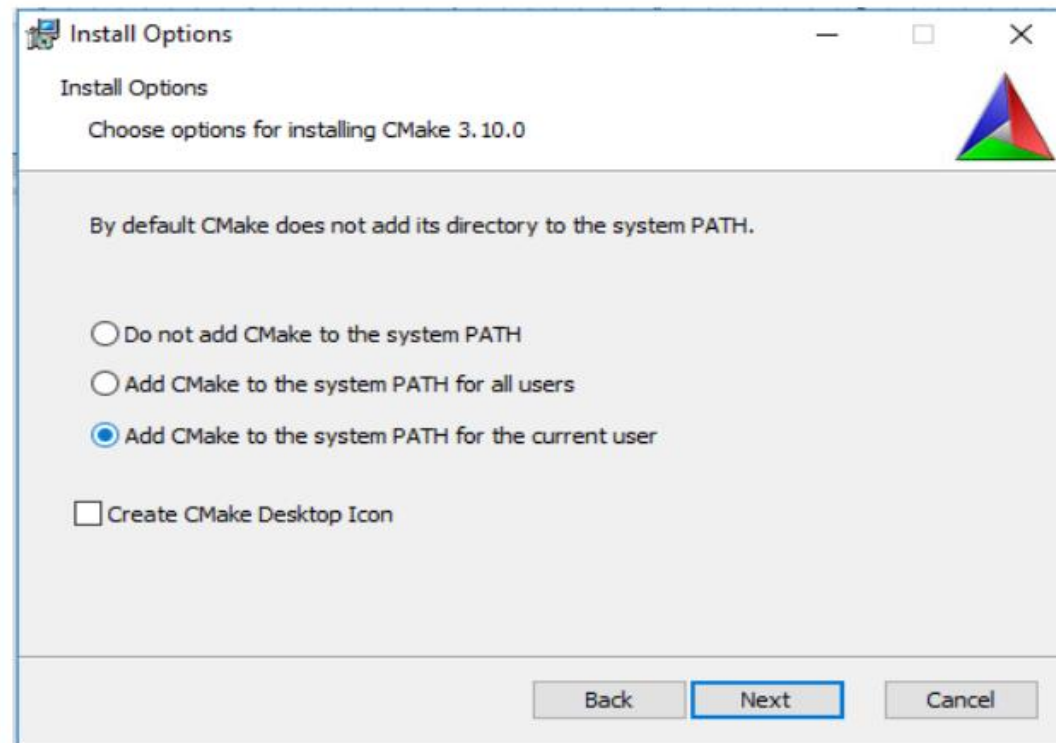 Install Options
Install Options
Choose options for installing CMake 3.10.0
By default CMake does not add its directory to the system PATH.
Do not add CMake to the system PATH
Add CMake to the system PATH for all users
Add CMake to the system PATH for the current user
Create CMake Desktop Icon
Back Next Cancel